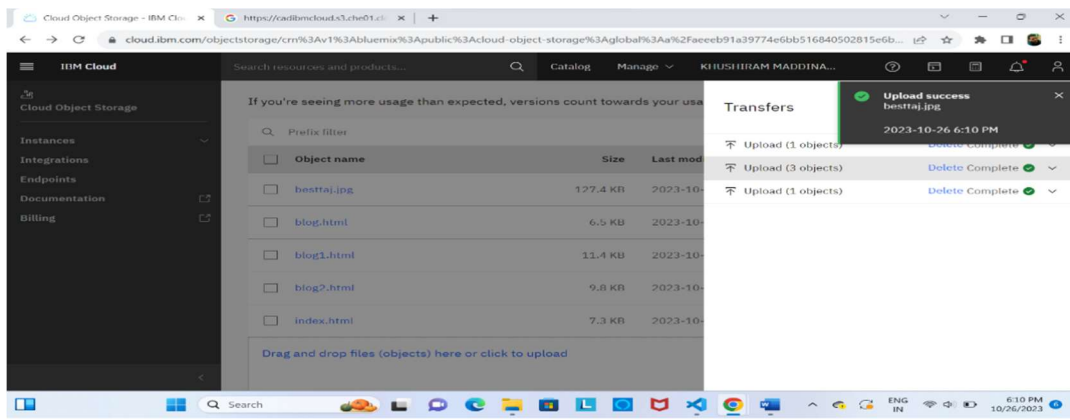 Cloud Object Storage - IBM Clo
https://cadibmcloud.s3.che01.cl
cloud.ibm.com/objectstorage/crn%3Av1%3Abluemix%3Apublic%3Acloud-object-storage%3Aglobal%3Aa%2Faeeeb91a39774e6bb516840502815e6b...
IBM Cloud
Search resources and products...
Catalog
Manage
KHUSHIRAM MADDINA...
Cloud Object Storage
Instances
Integrations
Endpoints
Documentation
Billing
If you're seeing more usage than expected, versions count towards your usa
Prefix filter
Object name Size Last mod
besttaj.jpg 127.4 KB 2023-10-
blog.html 6.5 KB 2023-10-
blog1.html 11.4 KB 2023-10-
blog2.html 9.8 KB 2023-10-
index.html 7.3 KB 2023-10-
Drag and drop files (objects) here or click to upload
Transfers
Upload success
besttaj.jpg
2023-10-26 6:10 PM
Upload (1 objects) Delete Complete
Upload (3 objects) Delete Complete
Upload (1 objects) Delete Complete
Search
ENG
IN
6:10 PM
10/26/2023